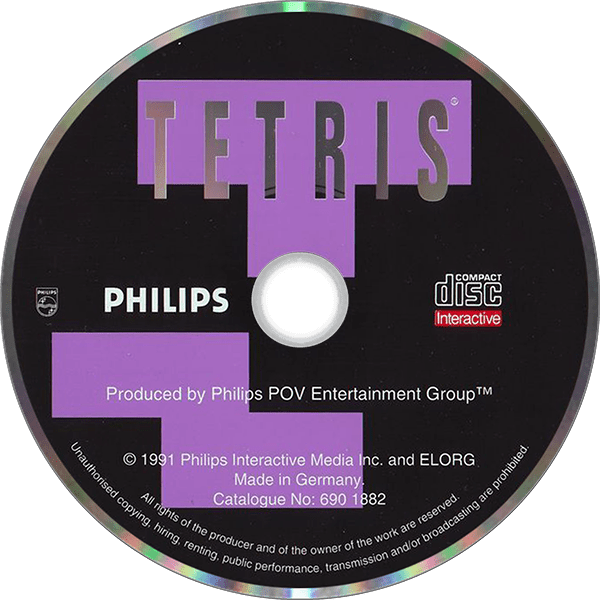 TETRIS®
PHILIPS
PHILIPS
COMPACT
disc
Interactive
Produced by Philips POV Entertainment Group™
© 1991 Philips Interactive Media Inc. and ELORG
Made in Germany.
Catalogue No: 690 1882
All rights of the producer and of the owner of the work are reserved.
Unauthorised copying, hiring, renting, public performance, transmission and/or broadcasting are prohibited.